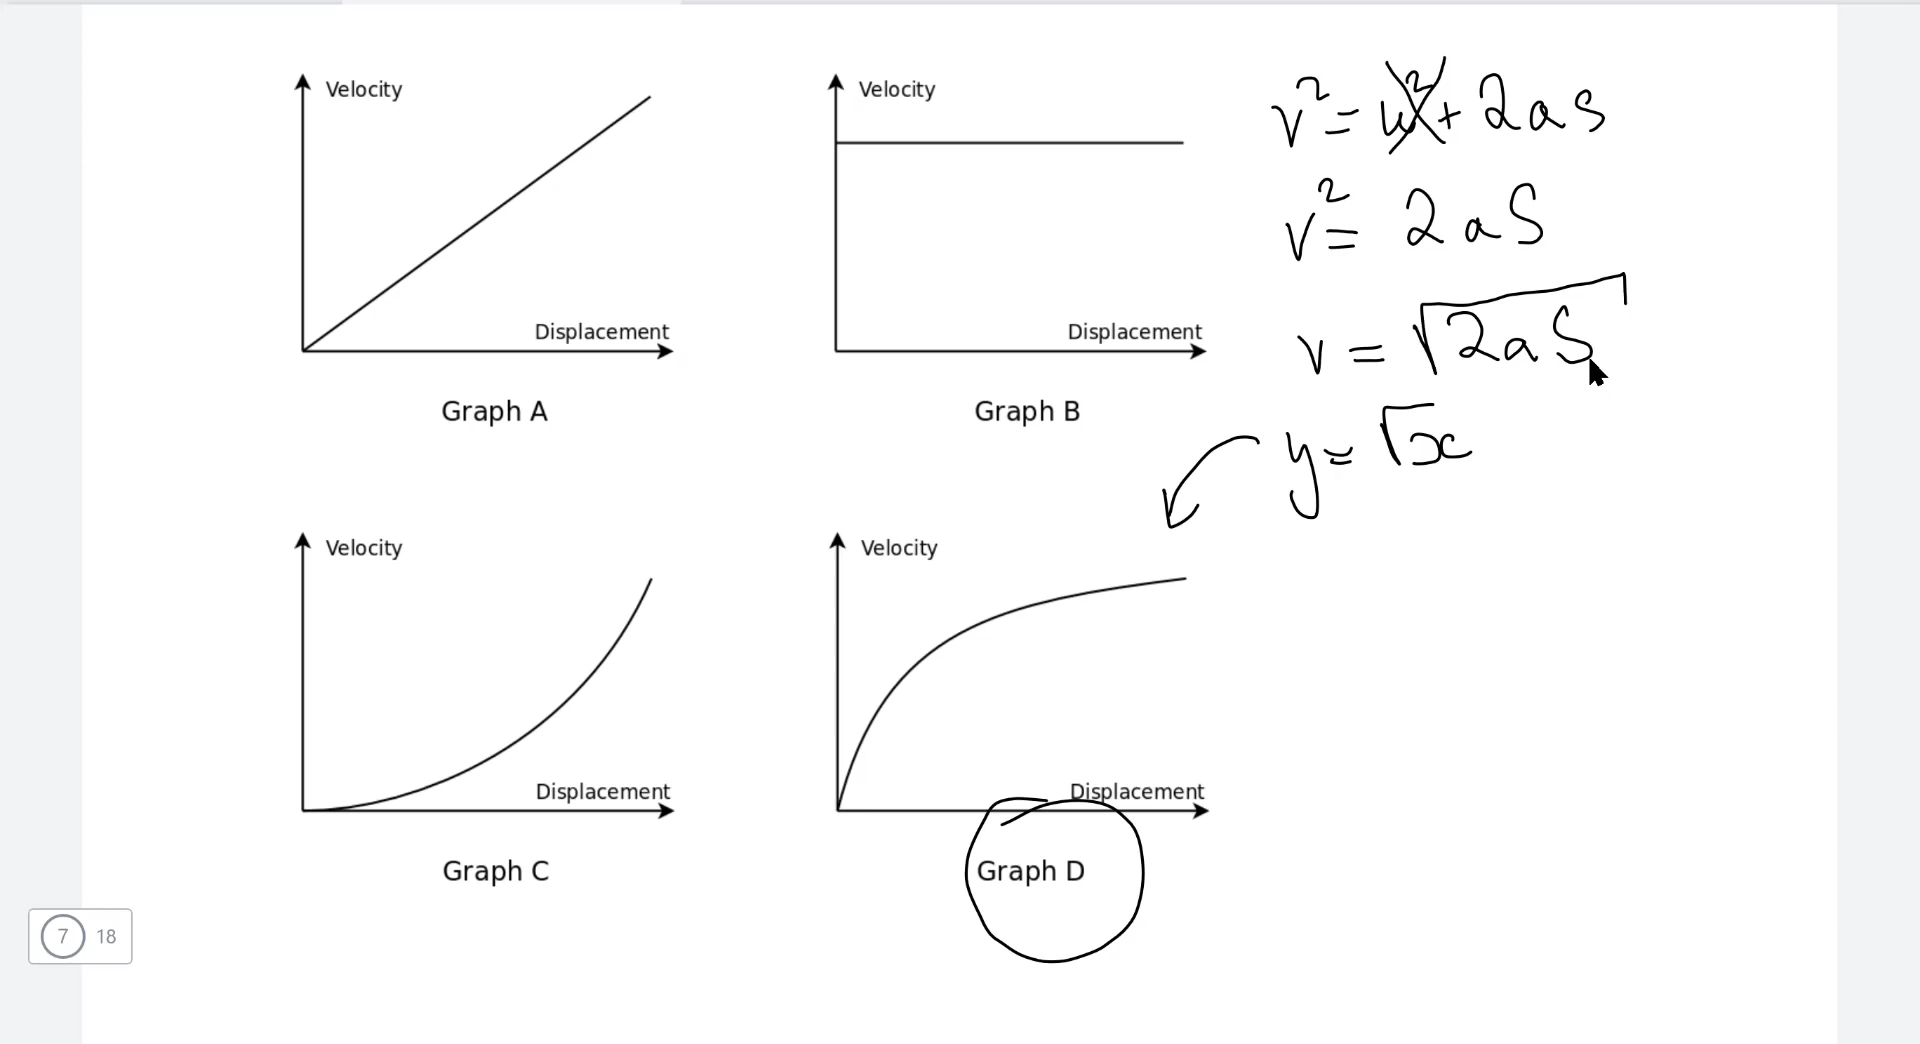 Velocity
Displacement
Graph A
Velocity
Displacement
Graph B
v² = u² + 2as
v² = 2aS
v = √2aS
y = √x
Velocity
Displacement
Graph C
Velocity
Displacement
Graph D
7 18